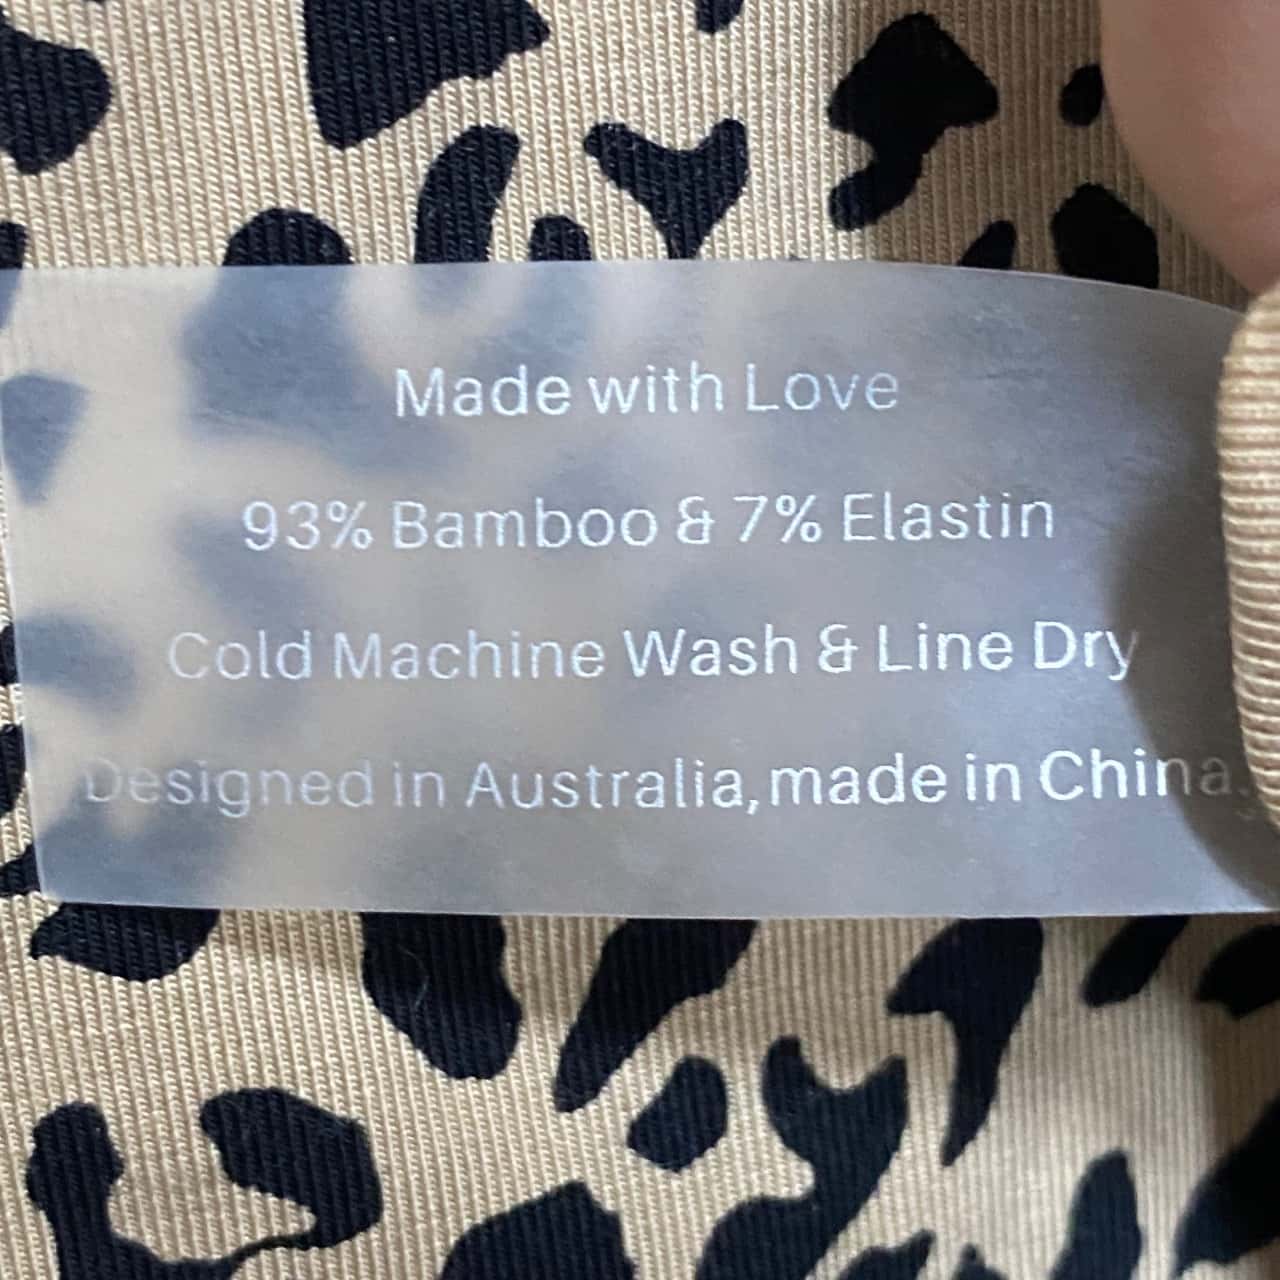 Made with Love
93% Bamboo & 7% Elastin
Cold Machine Wash & Line Dry
Designed in Australia, made in China.